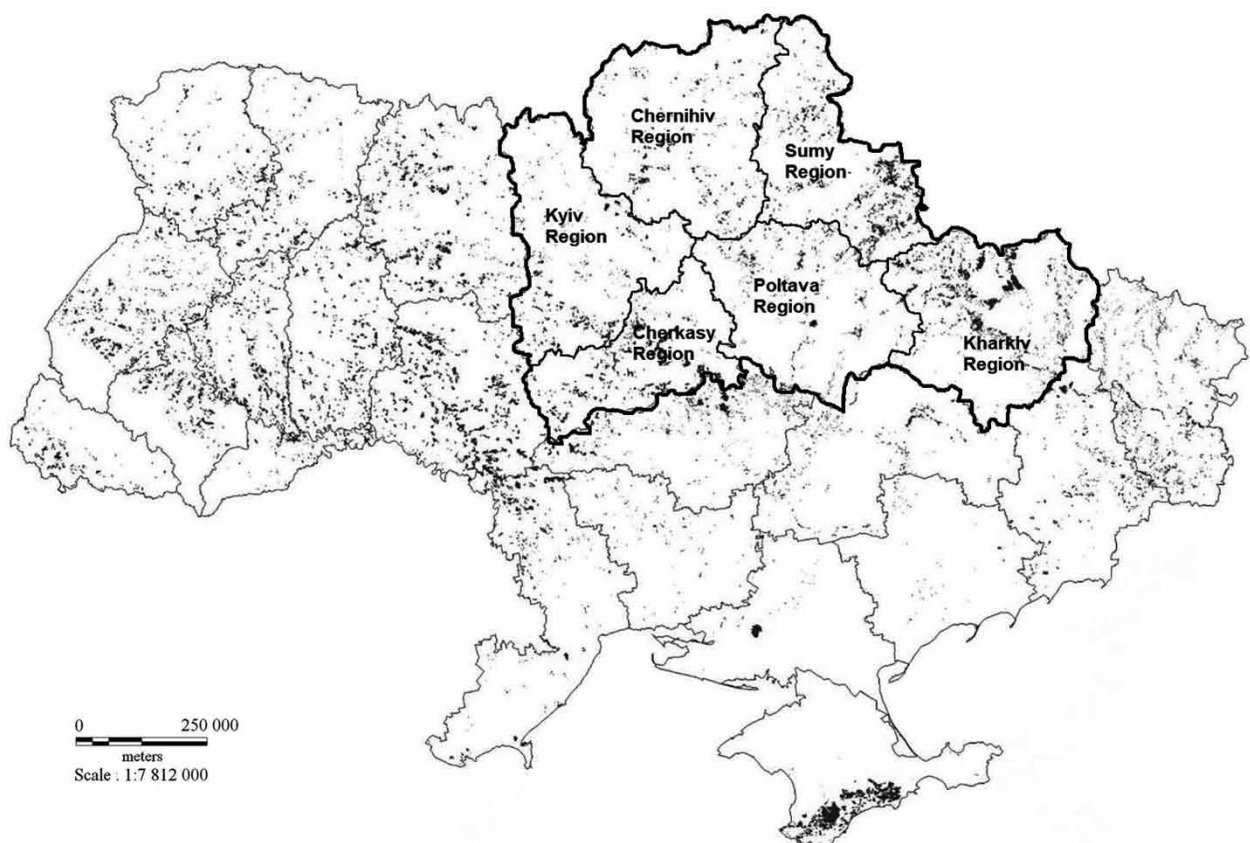 Chernihiv
Region
Sumy
Region
Kyiv
Region
Poltava
Region
Cherkasy
Region
Kharkiv
Region
0 250 000
meters
Scale : 1:7 812 000